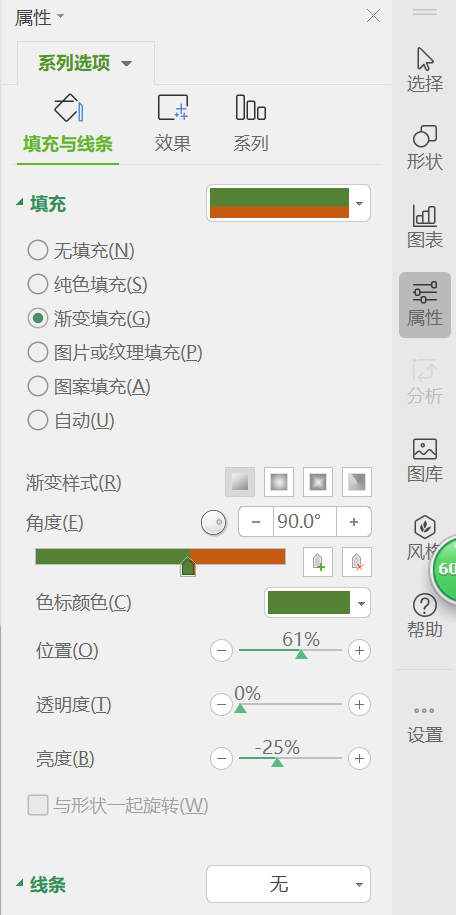 属性
系列选项
填充与线条
效果
系列
填充
无填充(N)
纯色填充(S)
渐变填充(G)
图片或纹理填充(P)
图案填充(A)
自动(U)
渐变样式(R)
角度(E)
90.0°
色标颜色(C)
位置(O)
61%
透明度(T)
0%
亮度(B)
-25%
与形状一起旋转(W)
线条
无
选择
形状
图表
属性
分析
图库
风格
60
帮助
设置